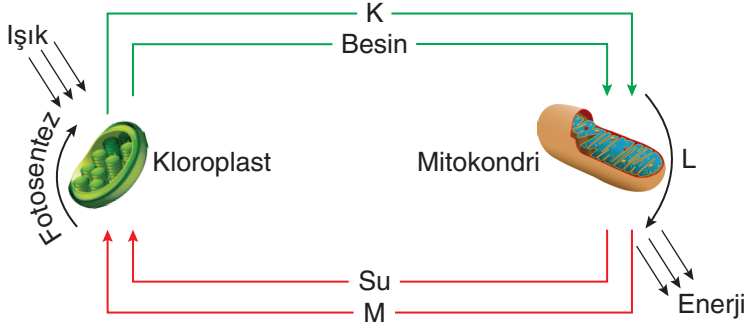 K
Işık
Besin
Fotosentez
Kloroplast
Mitokondri
L
Su
M
Enerji